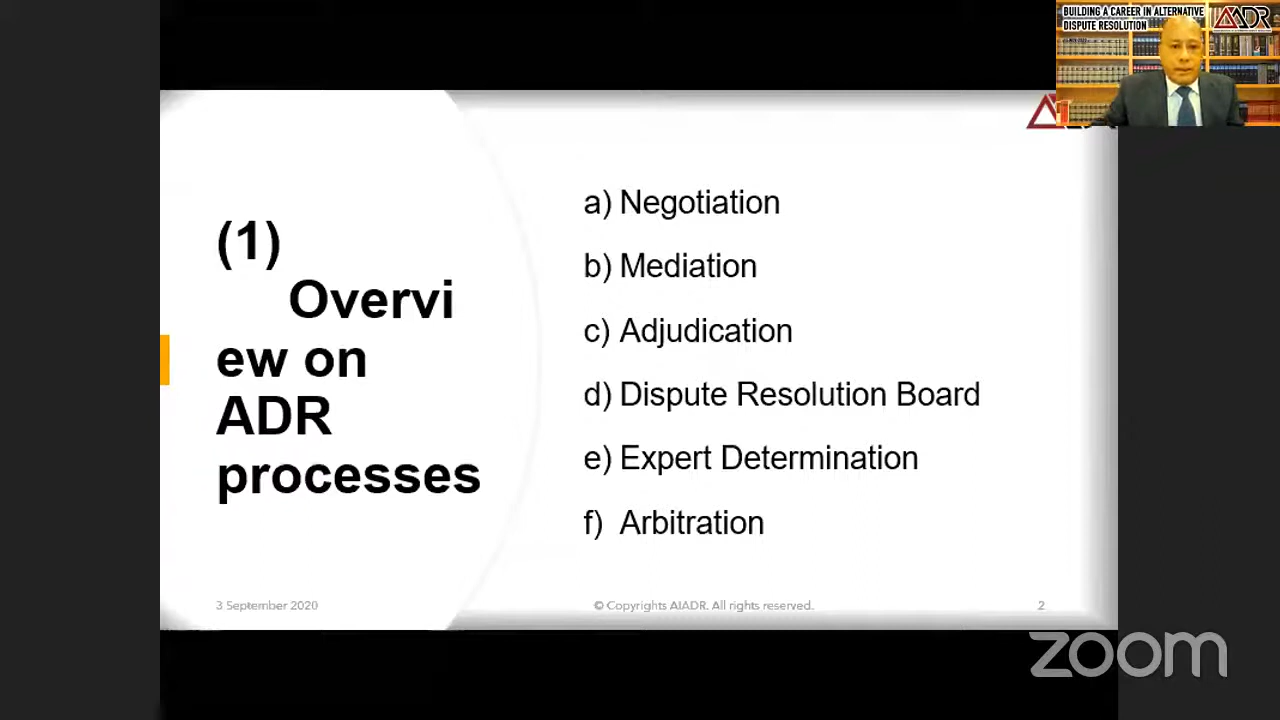 BUILDING A CAREER IN ALTERNATIVE
DISPUTE RESOLUTION
AIADR
(1)
Overvi
ew on
ADR
processes
a) Negotiation
b) Mediation
c) Adjudication
d) Dispute Resolution Board
e) Expert Determination
f) Arbitration
3 September 2020
© Copyrights AIADR. All rights reserved.
2
zoom